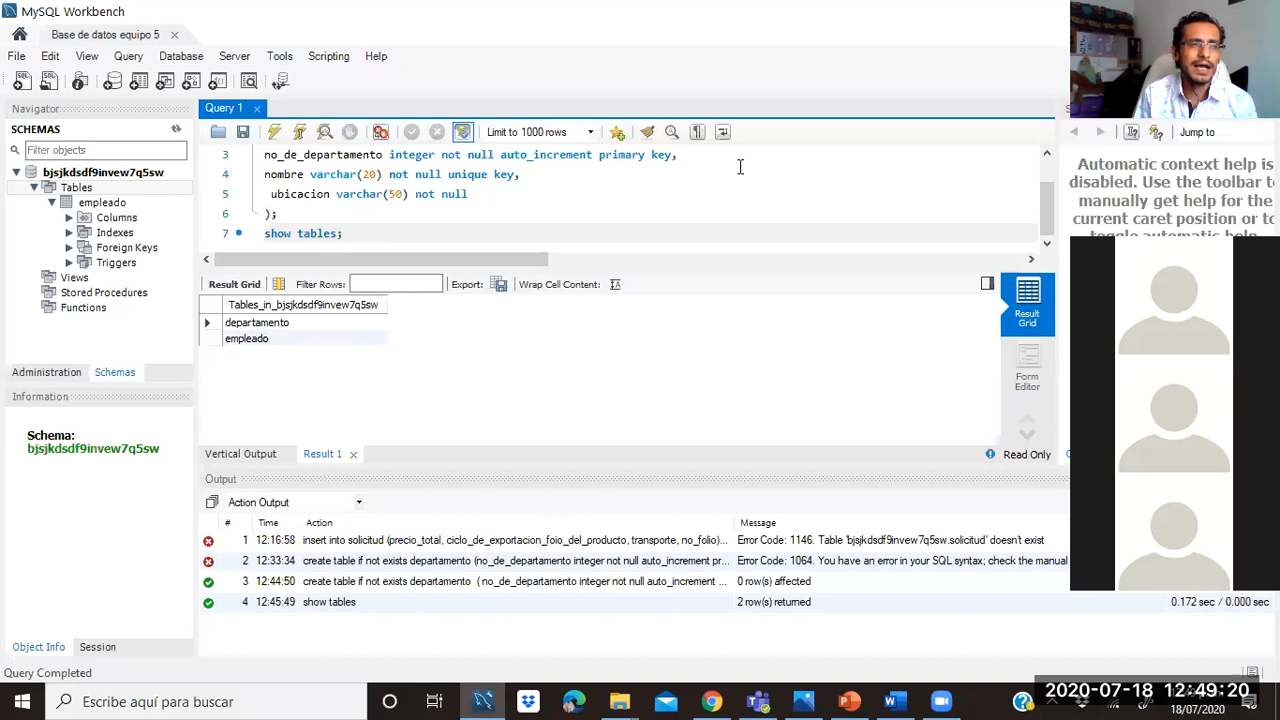 MySQL Workbench
Base de datos equipo 5
File Edit View Query Database Server Tools Scripting Help
Navigator
SCHEMAS
Filter objects
bjsjkdsdf9invew7q5sw
Tables
empleado
Columns
Indexes
Foreign Keys
Triggers
Views
Stored Procedures
Functions
Administration Schemas
Information
Schema:
bjsjkdsdf9invew7q5sw
Object Info Session
Query Completed
Query 1
Limit to 1000 rows
3 no_de_departamento integer not null auto_increment primary key,
4 nombre varchar(20) not null unique key,
5 ubicacion varchar(50) not null
6 );
7 show tables;
Result Grid Filter Rows: Export: Wrap Cell Content:
Tables_in_bjsjkdsdf9invew7q5sw
departamento
empleado
Result Grid
Form Editor
Vertical Output Result 1
Read Only
Output
Action Output
# Time Action Message
1 12:16:58 insert into solicitud (precio_total, ciclo_de_exportacion_foio_del_producto, transporte, no_folio)... Error Code: 1146. Table 'bjsjkdsdf9invew7q5sw.solicitud' doesn't exist
2 12:33:34 create table if not exists departamento (no_de_departamento integer not null auto_increment pr... Error Code: 1064. You have an error in your SQL syntax; check the manual
3 12:44:50 create table if not exists departamento ( no_de_departamento integer not null auto_increment ... 0 row(s) affected
4 12:45:49 show tables 2 row(s) returned 0.172 sec / 0.000 sec
Jump to
Automatic context help is
disabled. Use the toolbar t
manually get help for the
current caret position or to
toggle automatic help
Escribe aquí para buscar
2020-07-18 12:49:20
18/07/2020